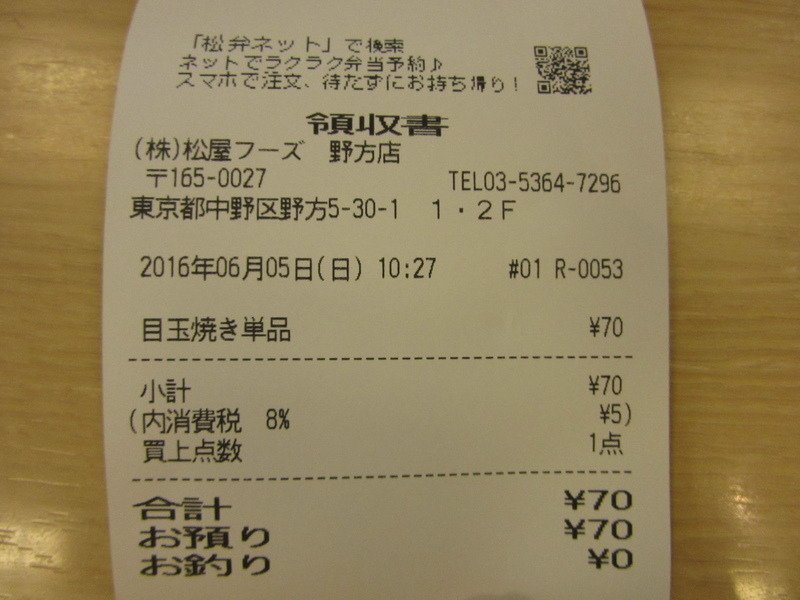 「松弁ネット」で検索
ネットでラクラク弁当予約♪
スマホで注文、待たずにお持ち帰り！
領収書
(株)松屋フーズ　野方店
〒165-0027 TEL03-5364-7296
東京都中野区野方5-30-1　1・2F
2016年06月05日(日) 10:27 #01 R-0053
目玉焼き単品 ¥70
小計 ¥70
(内消費税　8% ¥5)
買上点数 1点
合計 ¥70
お預り ¥70
お釣り ¥0